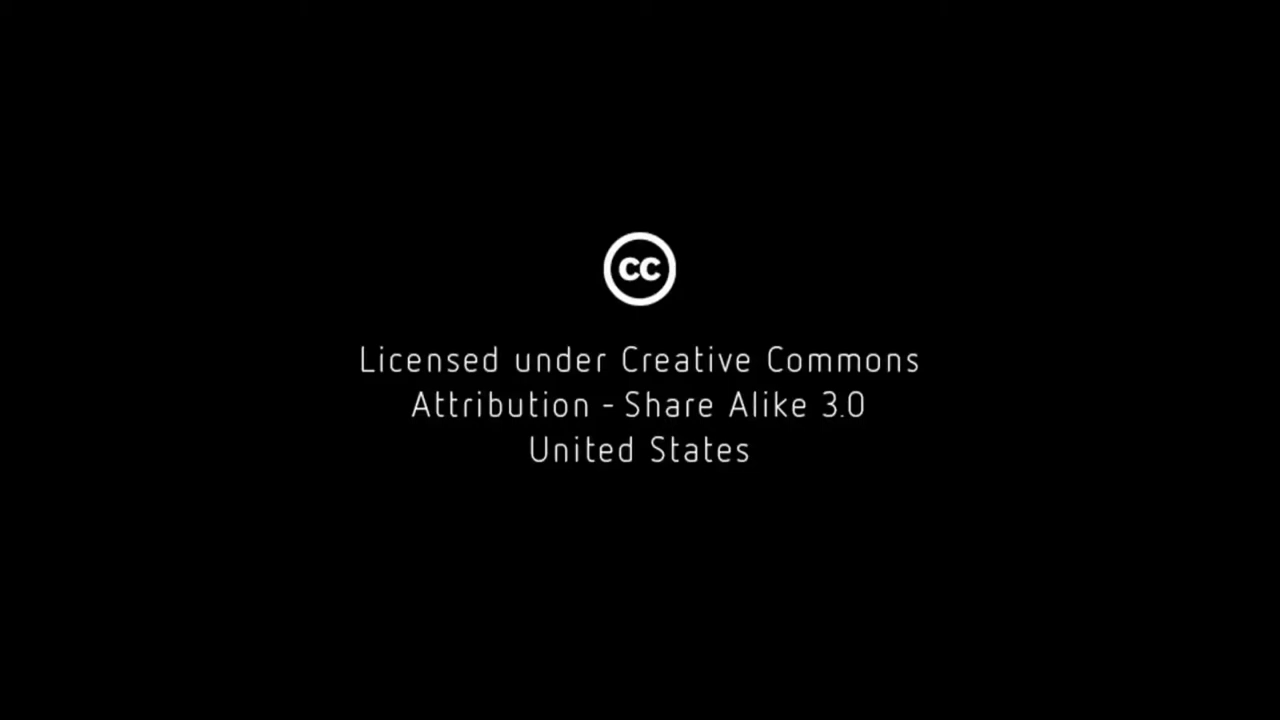 cc
Licensed under Creative Commons
Attribution - Share Alike 3.0
United States